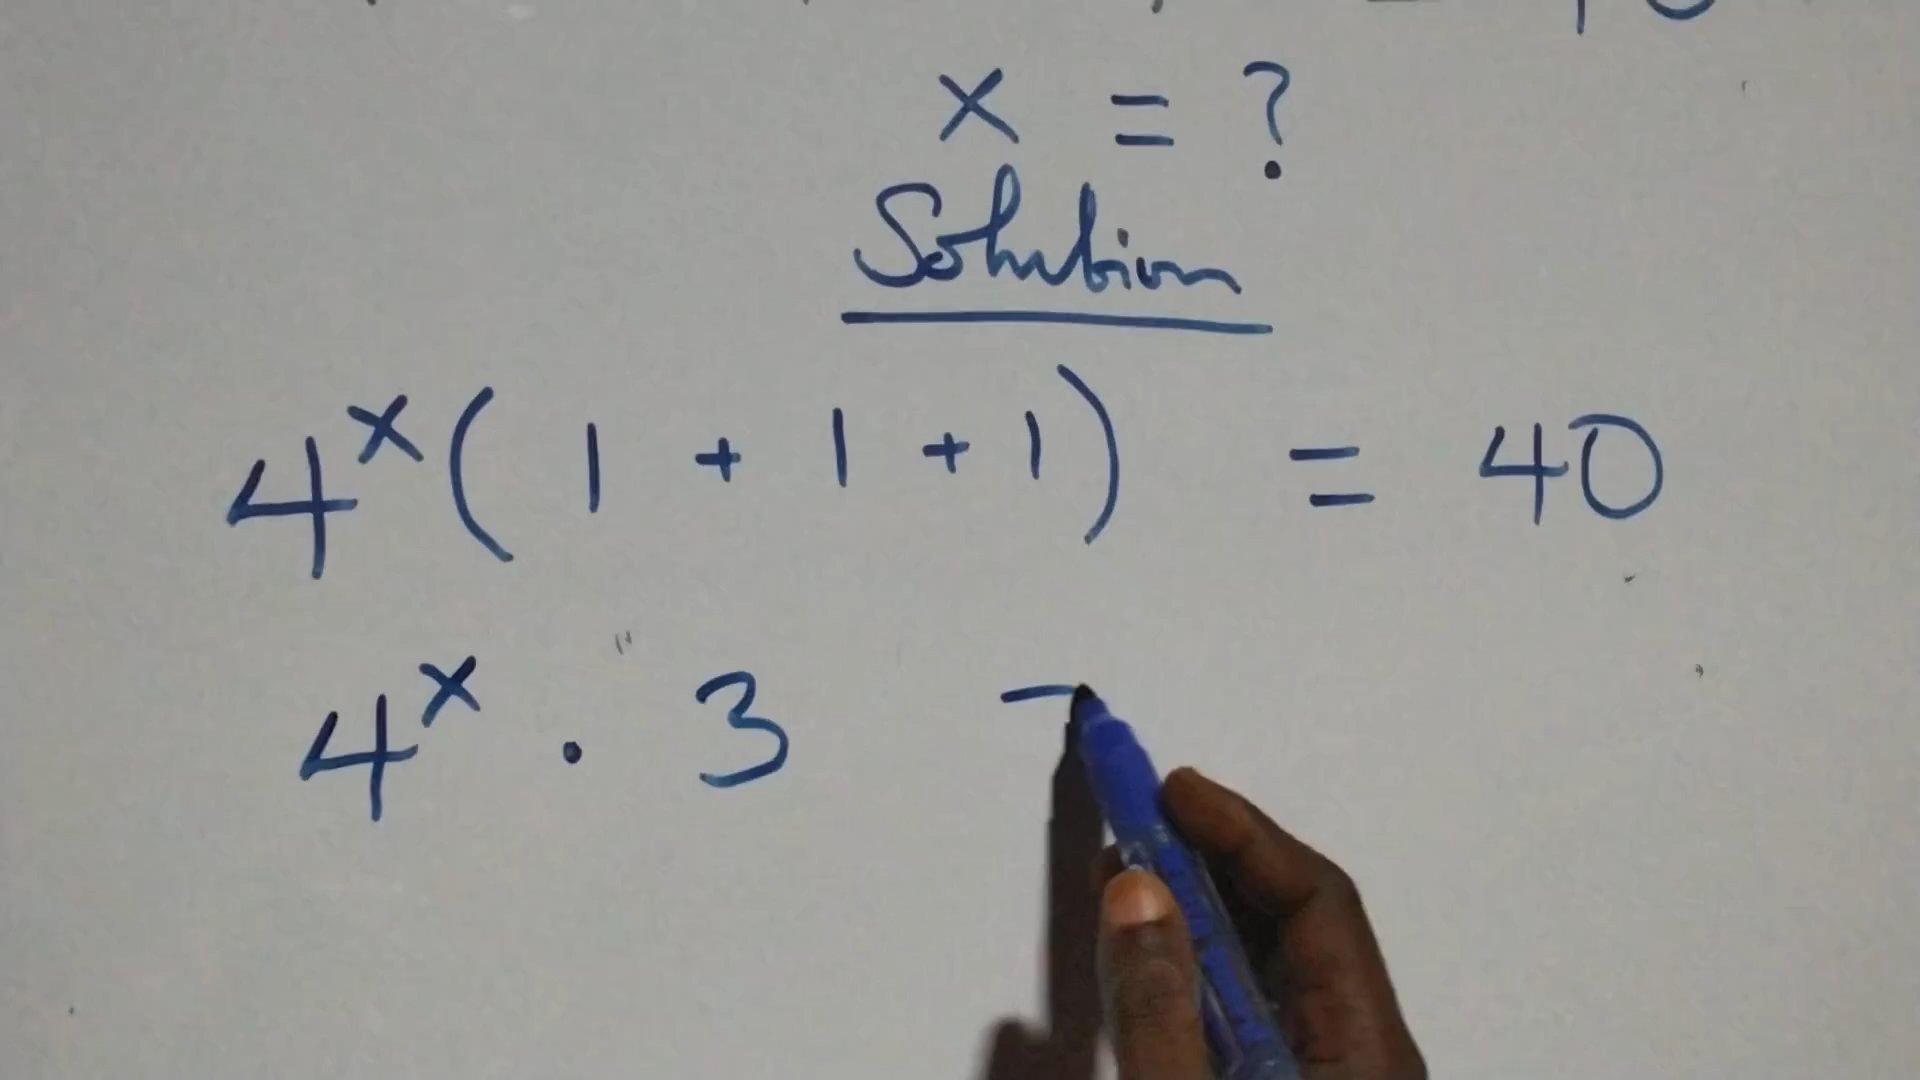 x = ?
Solution
4^x ( 1 + 1 + 1 ) = 40
4^x . 3